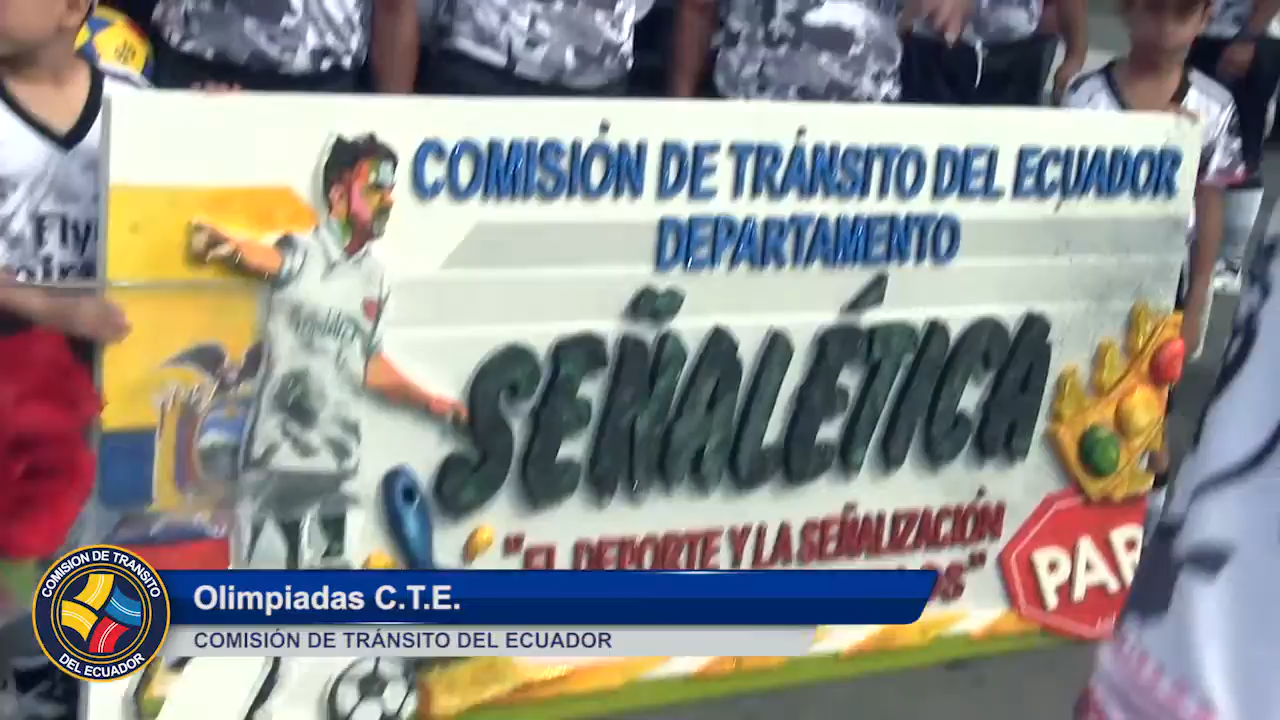 Fly
COMISIÓN DE TRÁNSITO DEL ECUADOR
DEPARTAMENTO
SEÑALÉTICA
"EL DEPORTE Y LA SEÑALIZACIÓN
PAR
Olimpiadas C.T.E.
COMISIÓN DE TRÁNSITO DEL ECUADOR
COMISION DE TRANSITO
DEL ECUADOR